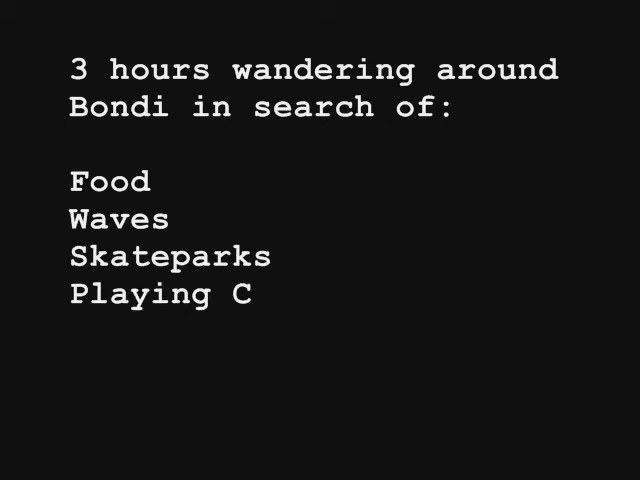 3 hours wandering around
Bondi in search of:
Food
Waves
Skateparks
Playing C